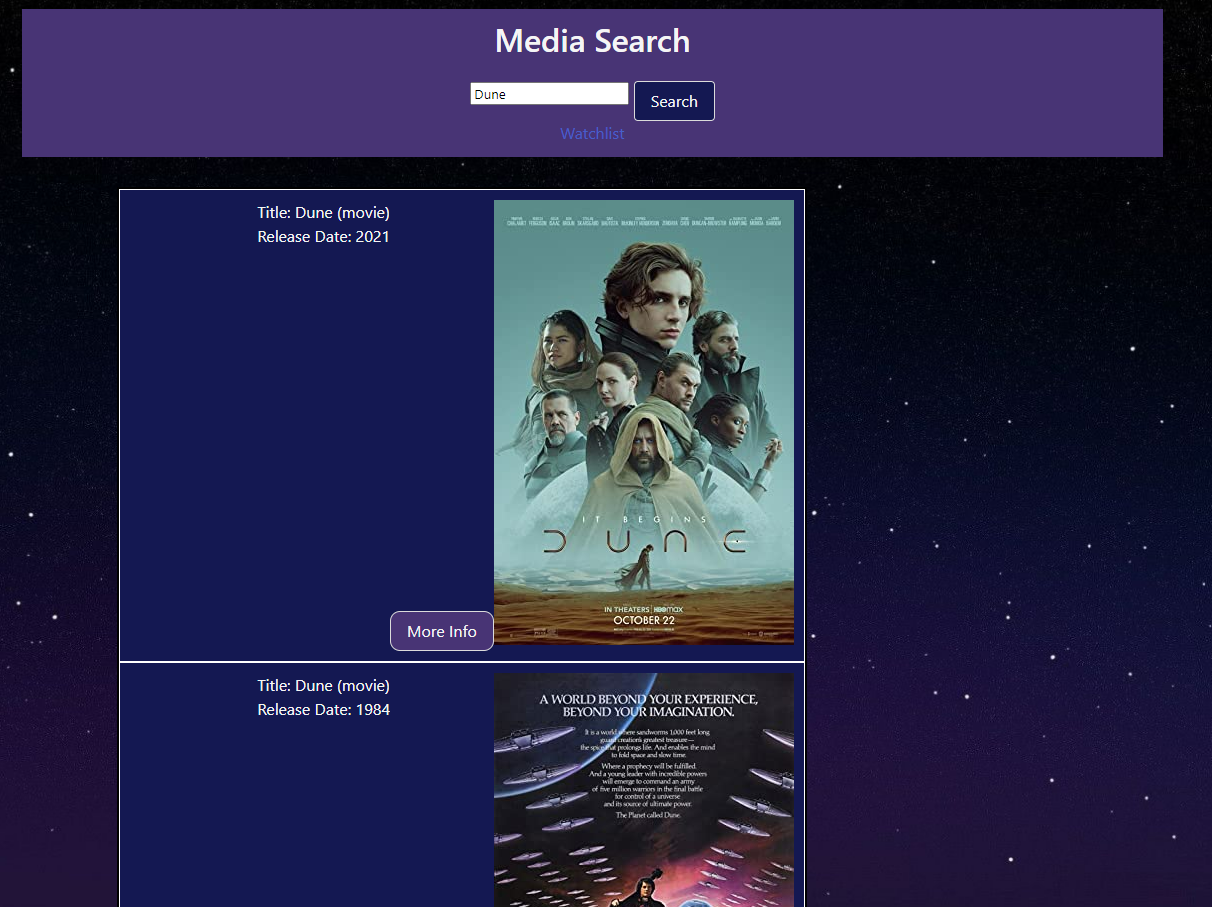 Media Search
Dune
Search
Watchlist
Title: Dune (movie)
Release Date: 2021
IT BEGINS
DUNE
IN THEATERS | HBOMAX
OCTOBER 22
More Info
Title: Dune (movie)
Release Date: 1984
A WORLD BEYOND YOUR EXPERIENCE,
BEYOND YOUR IMAGINATION.
It is a world where sandworms 1,000 feet long
guard creation's greatest treasure—
the spice that prolongs life. And enables the mind
to fold space and slow time.
Where a prophecy will be fulfilled.
And a young leader with incredible powers
will emerge to command an army
of five million warriors in the final battle
for control of a universe
and its source of ultimate power.
The Planet called Dune.